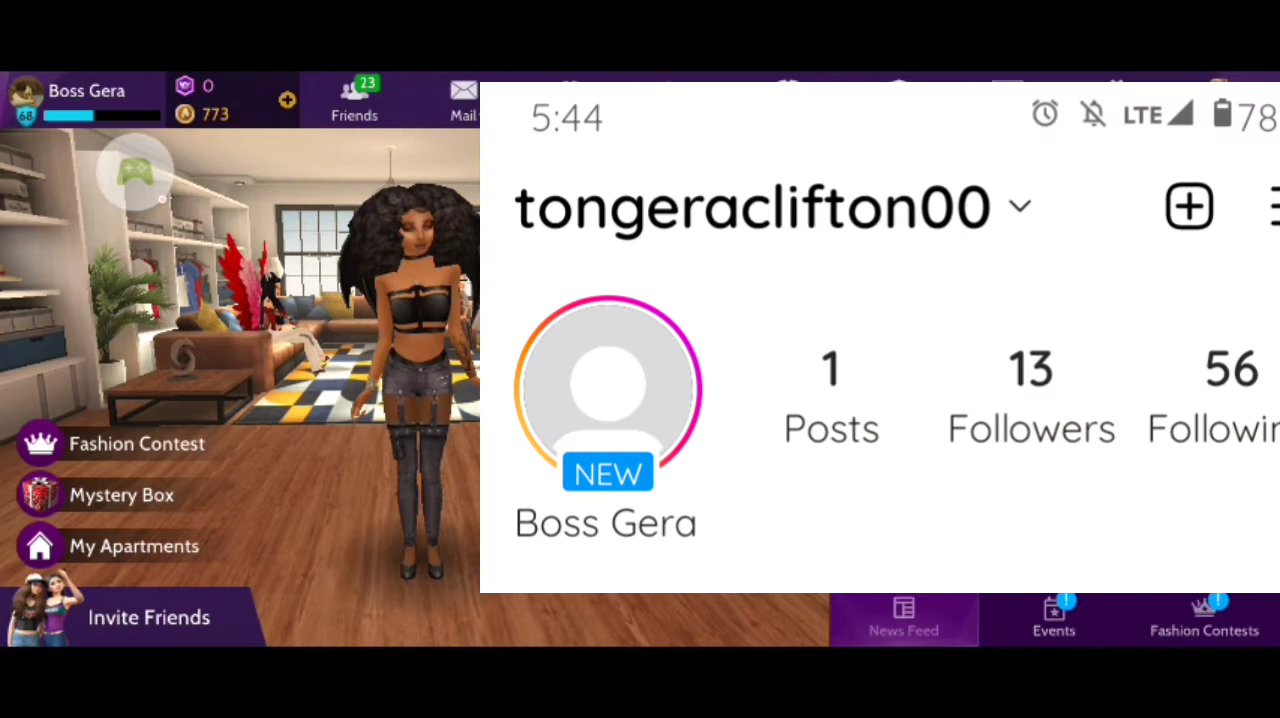 Boss Gera
68
0
773
23
Friends
Mail
Fashion Contest
Mystery Box
My Apartments
Invite Friends
5:44
LTE
78
tongeraclifton00
1
13
56
Posts
Followers
Followin
NEW
Boss Gera
News Feed
Events
Fashion Contests